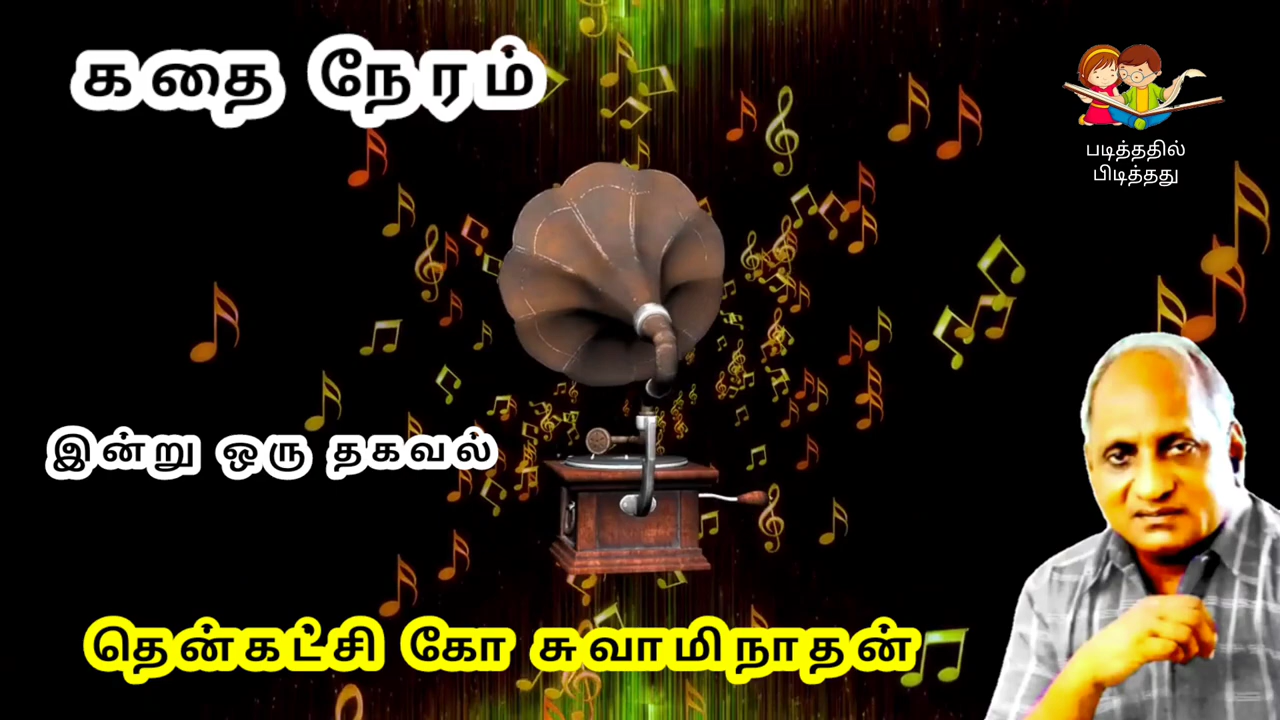 கதை நேரம்
படித்ததில்
பிடித்தது
இன்று ஒரு தகவல்
தென்கட்சி கோ சுவாமிநாதன்